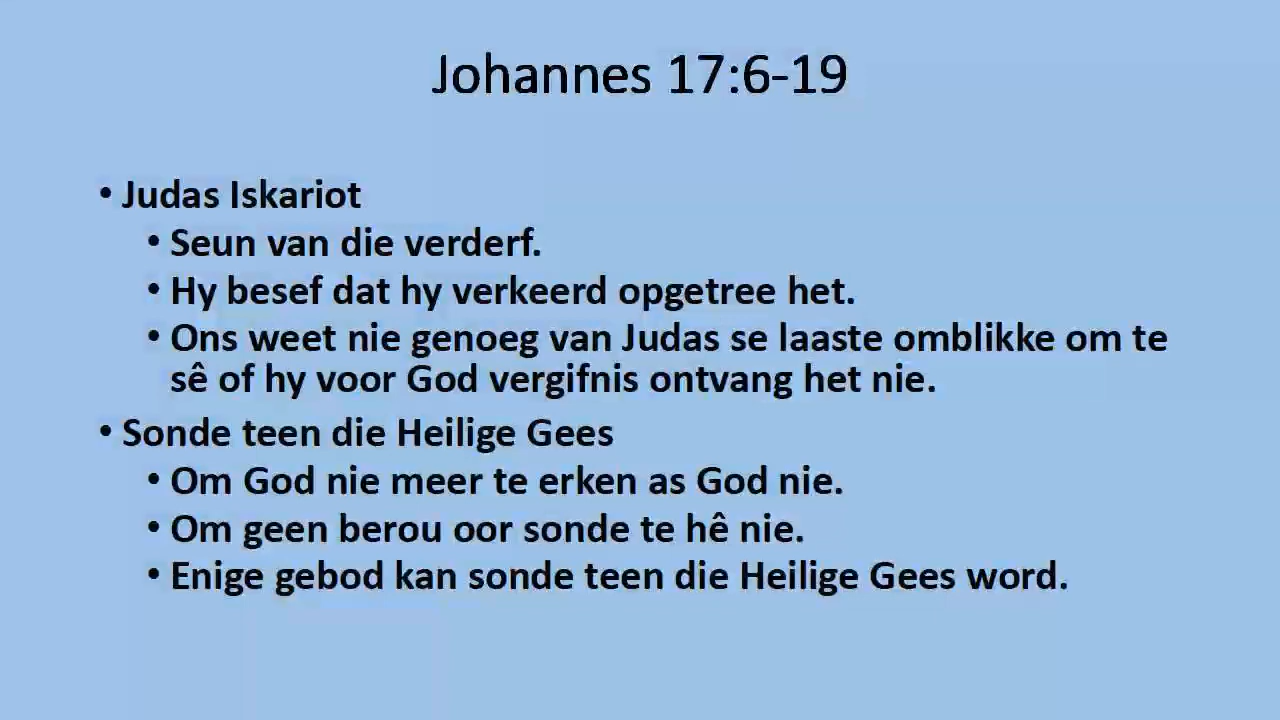 Johannes 17:6-19
• Judas Iskariot
• Seun van die verderf.
• Hy besef dat hy verkeerd opgetree het.
• Ons weet nie genoeg van Judas se laaste omblikke om te
sê of hy voor God vergifnis ontvang het nie.
• Sonde teen die Heilige Gees
• Om God nie meer te erken as God nie.
• Om geen berou oor sonde te hê nie.
• Enige gebod kan sonde teen die Heilige Gees word.